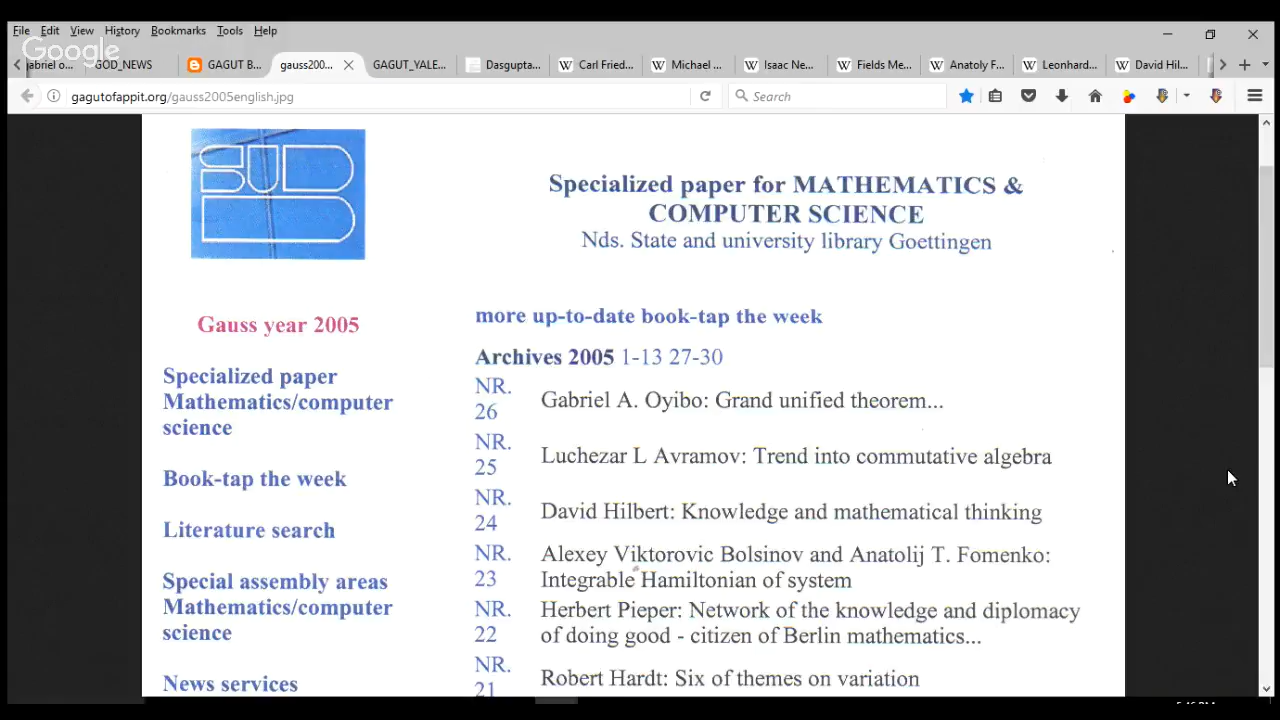 File Edit View History Bookmarks Tools Help
Google
GOD_NEWS
GAGUT B...
gauss200...
GAGUT_YALE...
Dasgupta...
Carl Fried...
Michael ...
Isaac Ne...
Fields Me...
Anatoly F...
Leonhard...
David Hil...
gagutofappit.org/gauss2005english.jpg
Search
SUB
Specialized paper for MATHEMATICS &
COMPUTER SCIENCE
Nds. State and university library Goettingen
Gauss year 2005
Specialized paper
Mathematics/computer
science
Book-tap the week
Literature search
Special assembly areas
Mathematics/computer
science
News services
more up-to-date book-tap the week
Archives 2005 1-13 27-30
NR.
26
Gabriel A. Oyibo: Grand unified theorem...
NR.
25
Luchezar L Avramov: Trend into commutative algebra
NR.
24
David Hilbert: Knowledge and mathematical thinking
NR.
23
Alexey Viktorovic Bolsinov and Anatolij T. Fomenko:
Integrable Hamiltonian of system
NR.
22
Herbert Pieper: Network of the knowledge and diplomacy
of doing good - citizen of Berlin mathematics...
NR.
21
Robert Hardt: Six of themes on variation